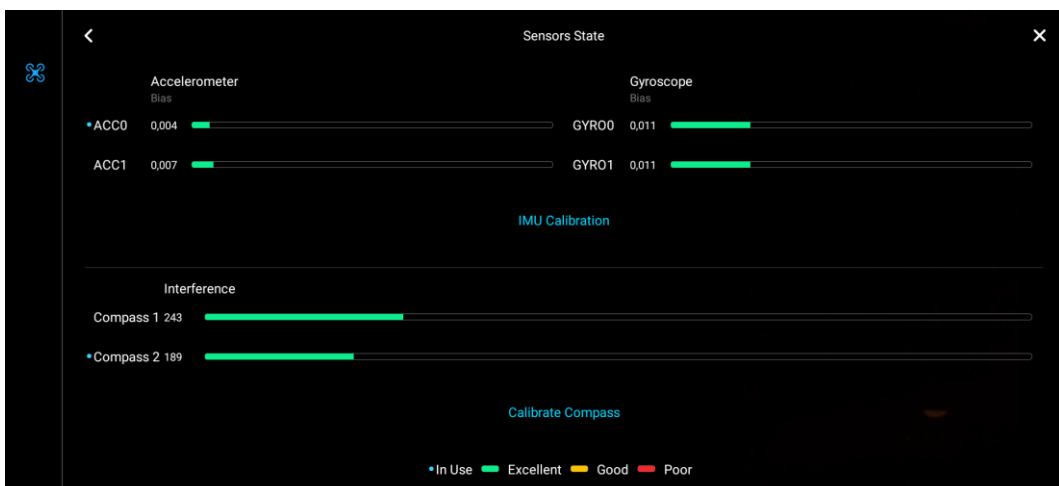 Sensors State
Accelerometer
Bias
Gyroscope
Bias
ACC0 0,004
GYRO0 0,011
ACC1 0,007
GYRO1 0,011
IMU Calibration
Interference
Compass 1 243
Compass 2 189
Calibrate Compass
In Use Excellent Good Poor